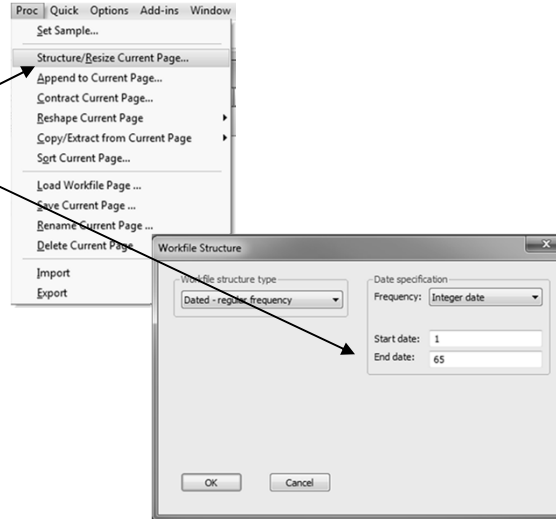 Proc Quick Options Add-ins Window
Set Sample...
Structure/Resize Current Page...
Append to Current Page...
Contract Current Page...
Reshape Current Page
Copy/Extract from Current Page
Sort Current Page...
Load Workfile Page ...
Save Current Page ...
Rename Current Page ...
Delete Current Page
Import
Export
Workfile Structure
Workfile structure type
Dated - regular frequency
Date specification
Frequency: Integer date
Start date: 1
End date: 65
OK Cancel